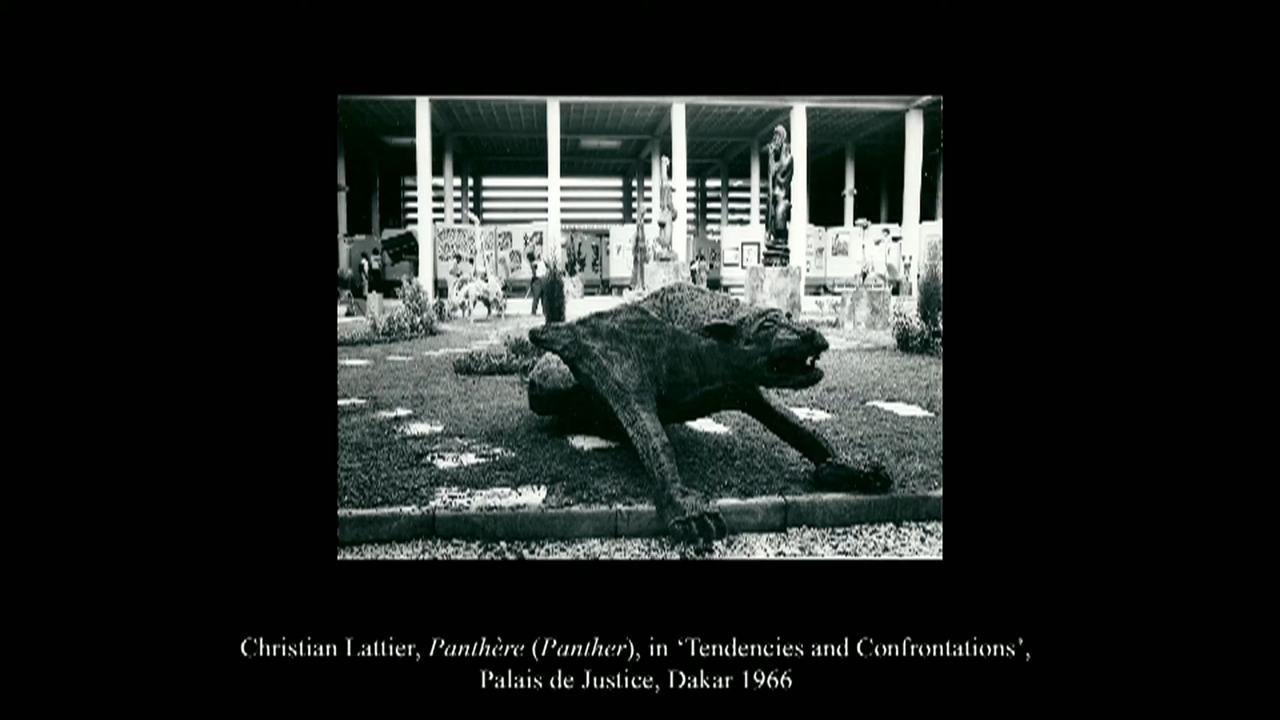 Christian Lattier, Panthère (Panther), in ‘Tendencies and Confrontations’,
Palais de Justice, Dakar 1966